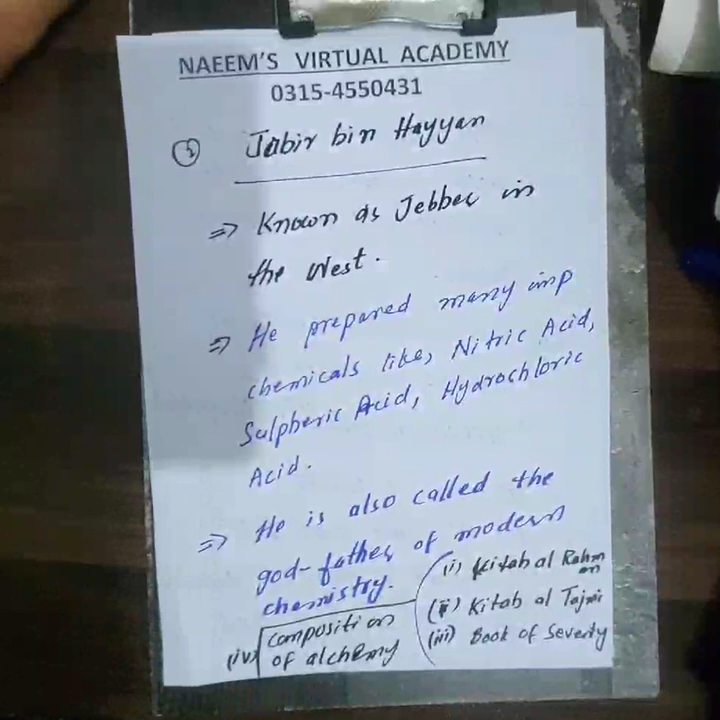 NAEEM'S VIRTUAL ACADEMY
0315-4550431
Jabir bin Hayyan
=> Known as Jebber in
the West.
=> He prepared many imp
chemicals like, Nitric Acid,
Sulpheric Acid, Hydrochloric
Acid.
=> He is also called the
god-father of modern
chemistry.
(i) Kitab al Rahm
an
(ii) Kitab al Tajmi
(iii) Book of Seventy
(iv) Composition
of alchemy